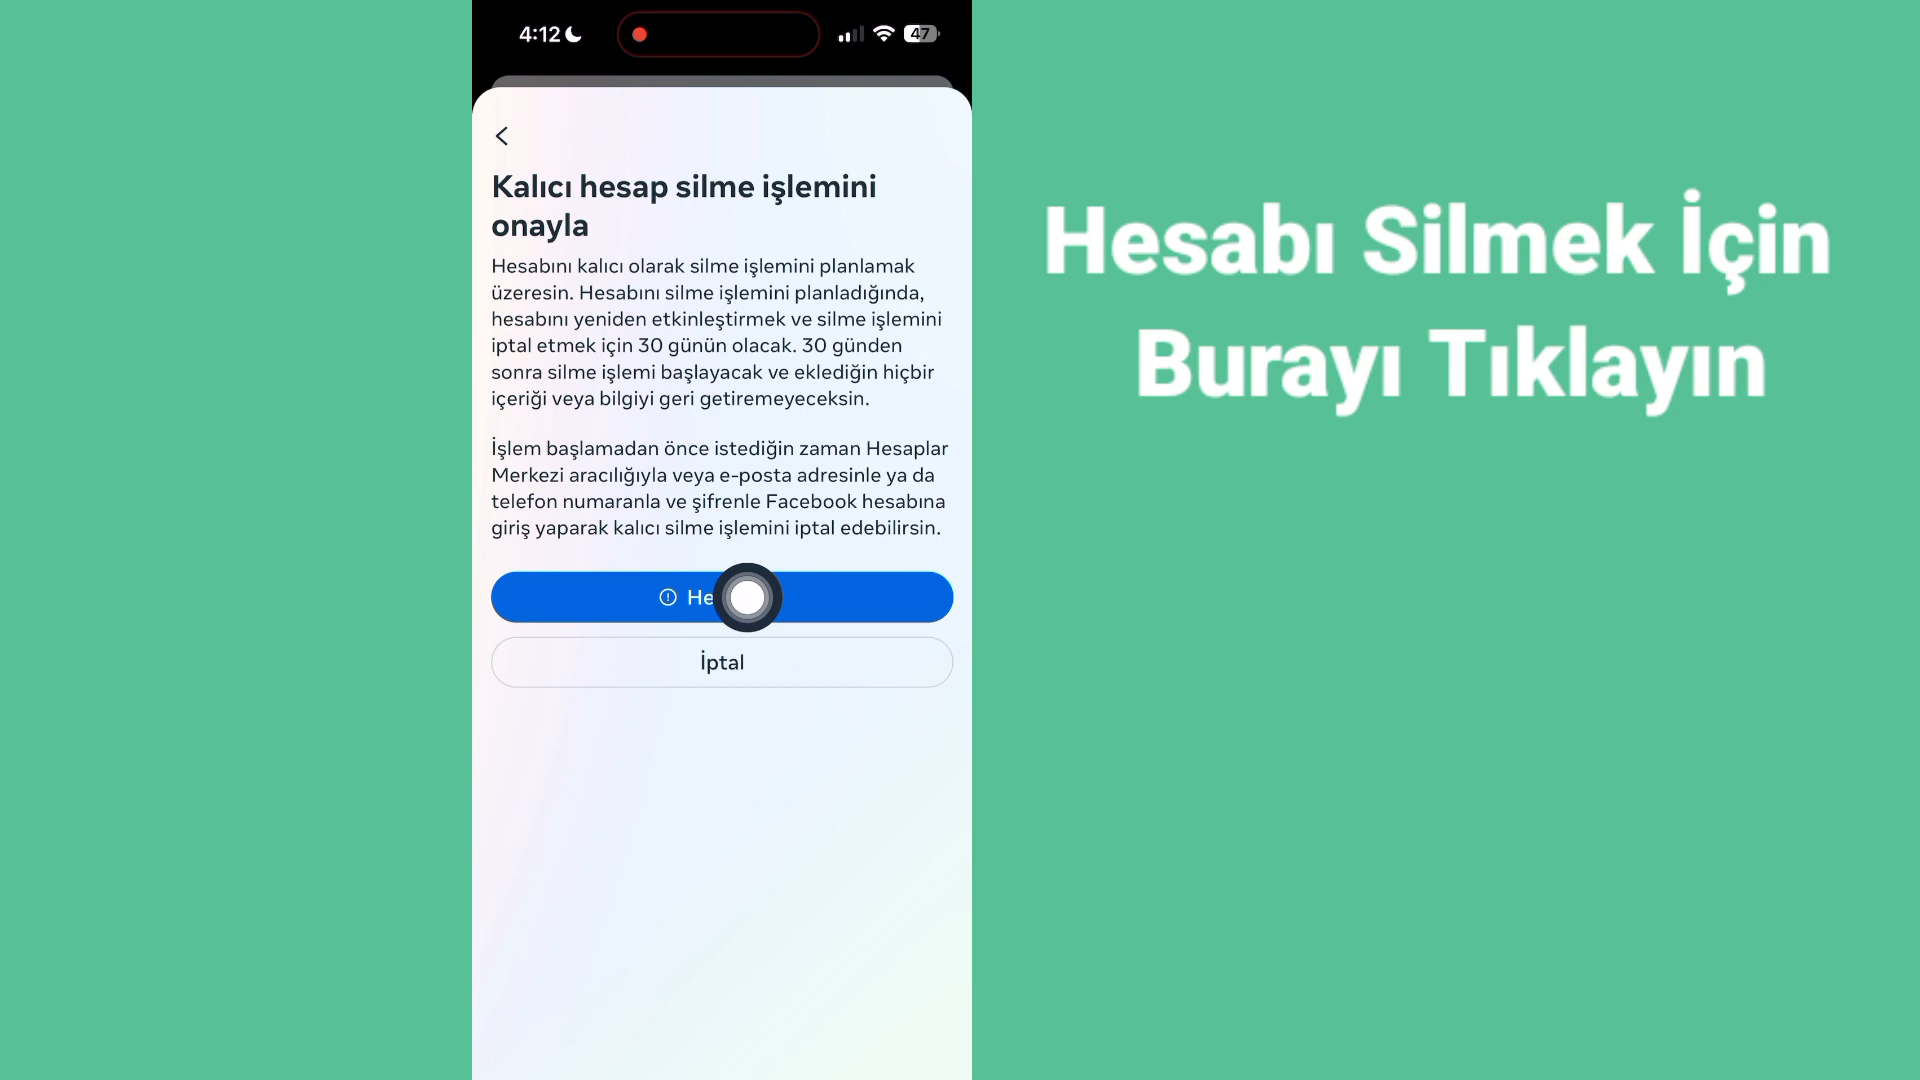 4:12
47
Kalıcı hesap silme işlemini
onayla
Hesabını kalıcı olarak silme işlemini planlamak
üzeresin. Hesabını silme işlemini planladığında,
hesabını yeniden etkinleştirmek ve silme işlemini
iptal etmek için 30 günün olacak. 30 günden
sonra silme işlemi başlayacak ve eklediğin hiçbir
içeriği veya bilgiyi geri getiremeyeceksin.
İşlem başlamadan önce istediğin zaman Hesaplar
Merkezi aracılığıyla veya e-posta adresinle ya da
telefon numaranla ve şifrenle Facebook hesabına
giriş yaparak kalıcı silme işlemini iptal edebilirsin.
İptal
Hesabı Silmek İçin
Burayı Tıklayın